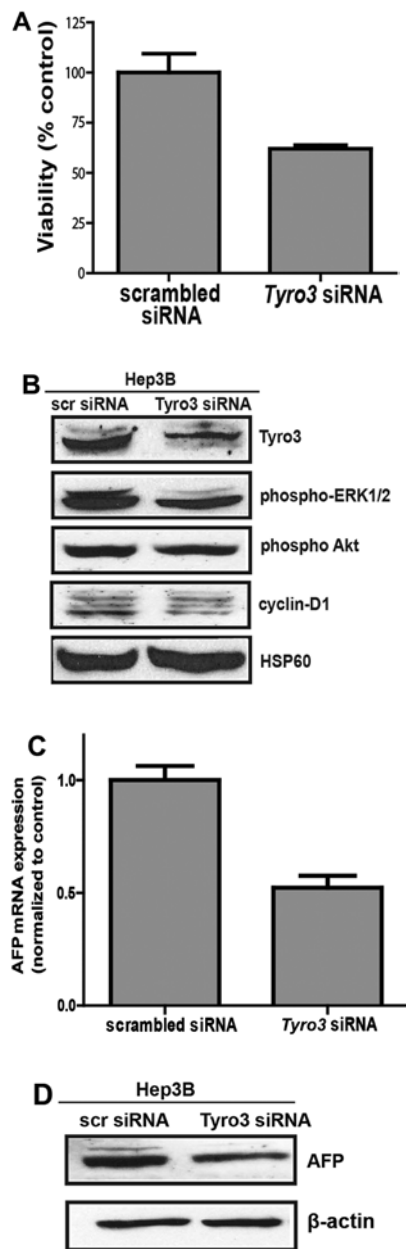 A
Viability (% control)
125
100
75
50
25
0
scrambled
siRNA
Tyro3 siRNA
B
Hep3B
scr siRNA Tyro3 siRNA
Tyro3
phospho-ERK1/2
phospho Akt
cyclin-D1
HSP60
C
AFP mRNA expression
(normalized to control)
1.0
0.5
0.0
scrambled siRNA
Tyro3 siRNA
D
Hep3B
scr siRNA Tyro3 siRNA
AFP
β-actin